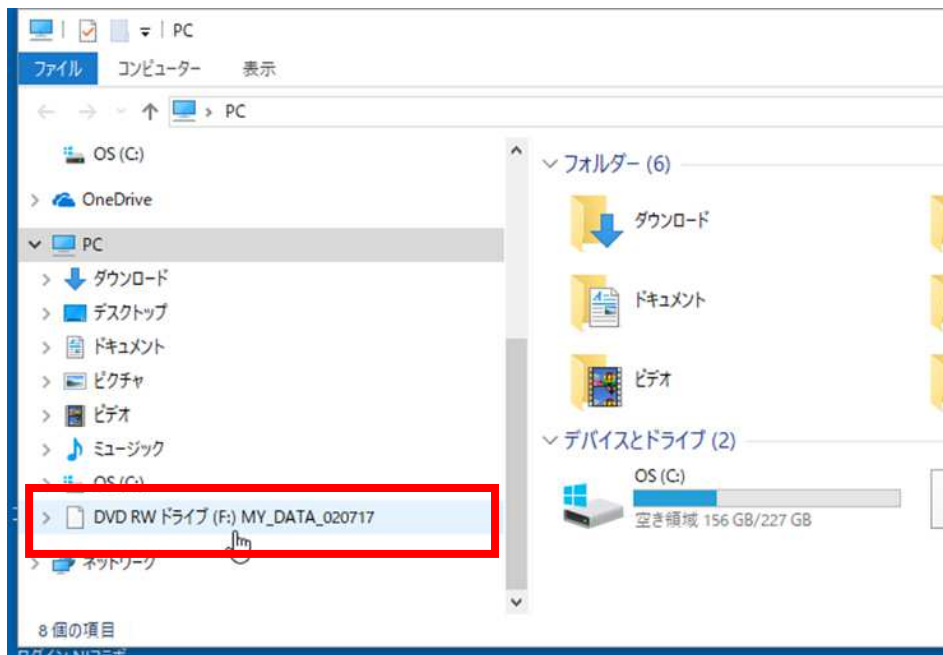 PC
ファイル コンピューター 表示
PC
OS (C:)
OneDrive
PC
ダウンロード
デスクトップ
ドキュメント
ピクチャ
ビデオ
ミュージック
OS (C:)
DVD RW ドライブ (F:) MY_DATA_020717
ネットワーク
8 個の項目
フォルダー (6)
ダウンロード
ドキュメント
ビデオ
デバイスとドライブ (2)
OS (C:)
空き領域 156 GB/227 GB